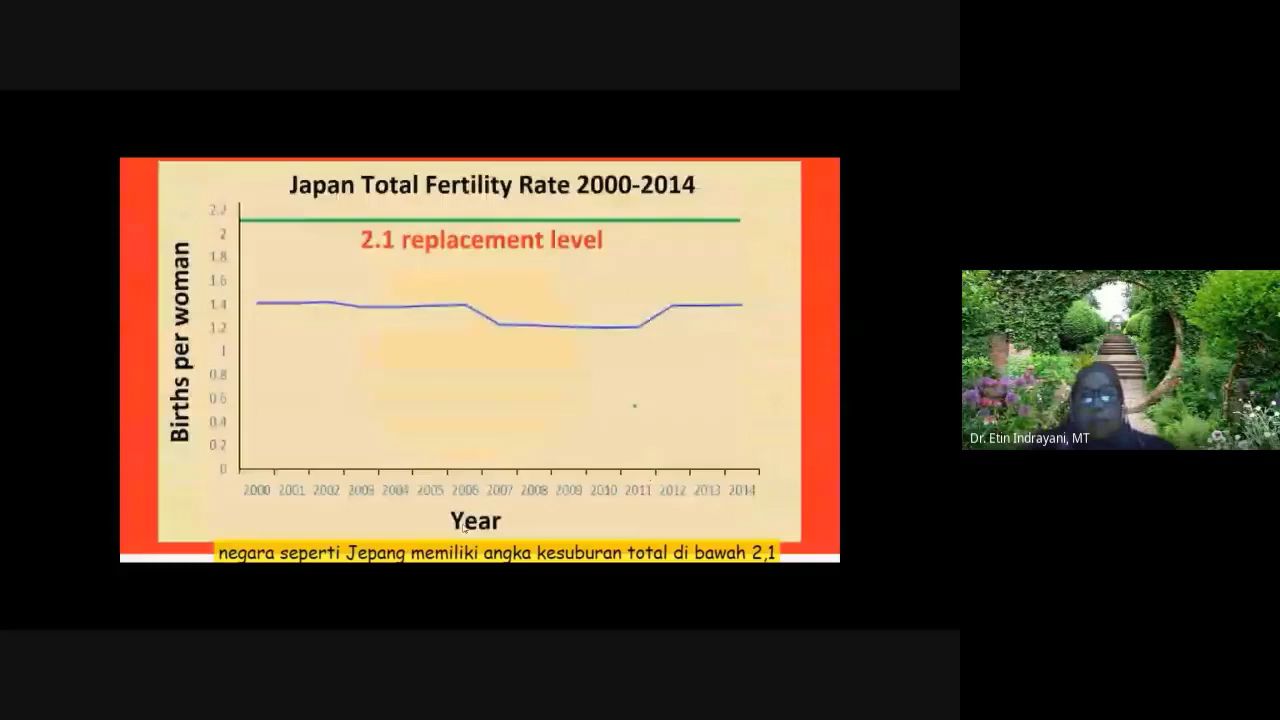 Japan Total Fertility Rate 2000-2014
2.2
2
1.8
1.6
1.4
1.2
1
0.8
0.6
0.4
0.2
0
2.1 replacement level
Births per woman
2000 2001 2002 2003 2004 2005 2006 2007 2008 2009 2010 2011 2012 2013 2014
Year
negara seperti Jepang memiliki angka kesuburan total di bawah 2,1
Dr. Etin Indrayani, MT